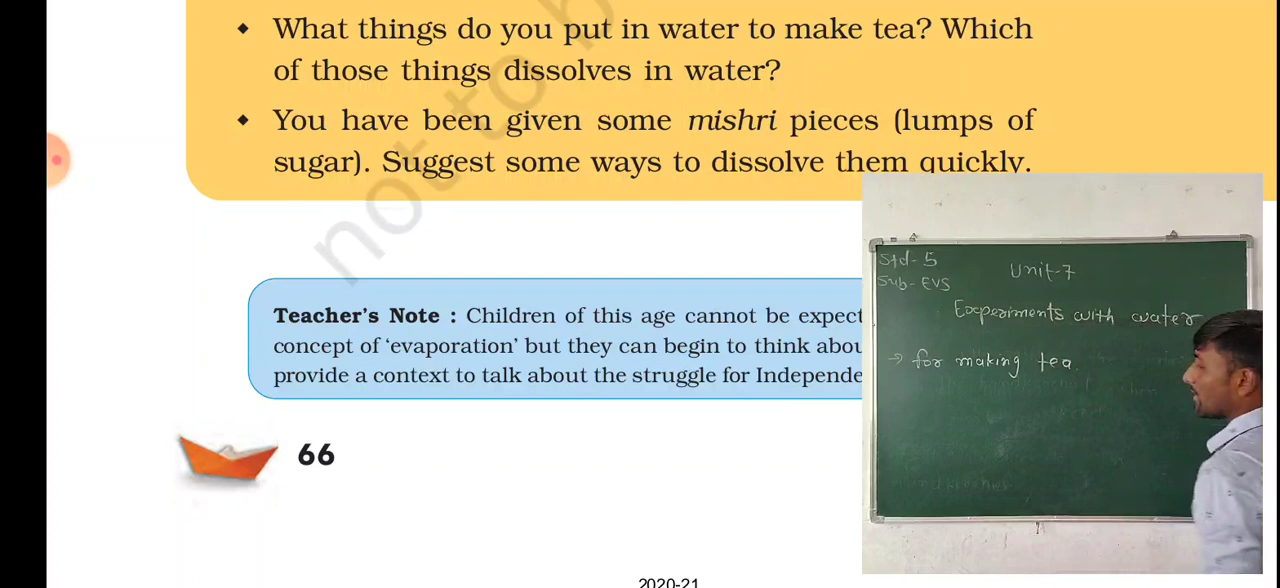 ◆ What things do you put in water to make tea? Which
of those things dissolves in water?
◆ You have been given some mishri pieces (lumps of
sugar). Suggest some ways to dissolve them quickly.
not to b
Teacher's Note : Children of this age cannot be expect
concept of 'evaporation' but they can begin to think abou
provide a context to talk about the struggle for Independe
66
2020-21
Std - 5
Sub - EVS
Unit-7
Experiments with water
→ for making tea.